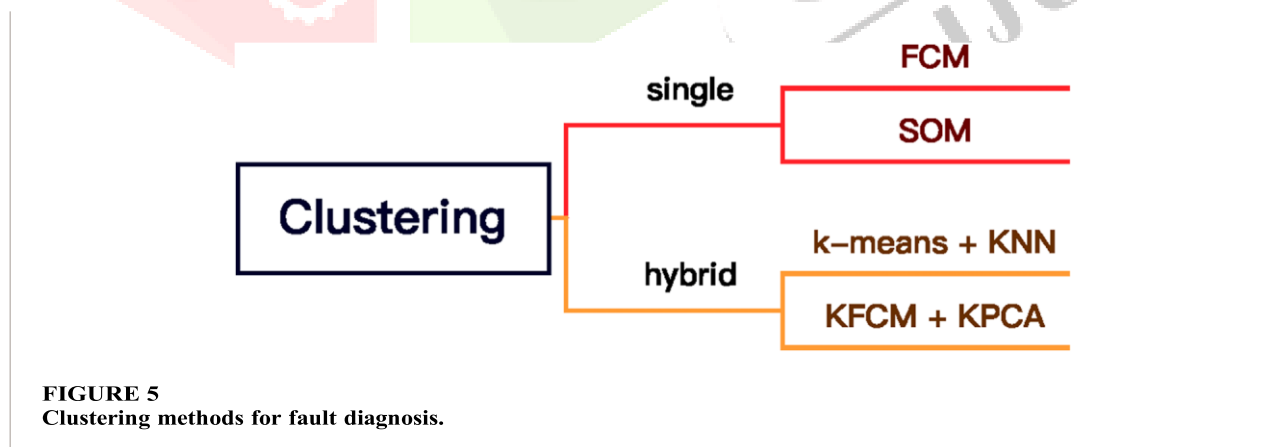 FCM
single
SOM
Clustering
k–means + KNN
hybrid
KFCM + KPCA
FIGURE 5
Clustering methods for fault diagnosis.